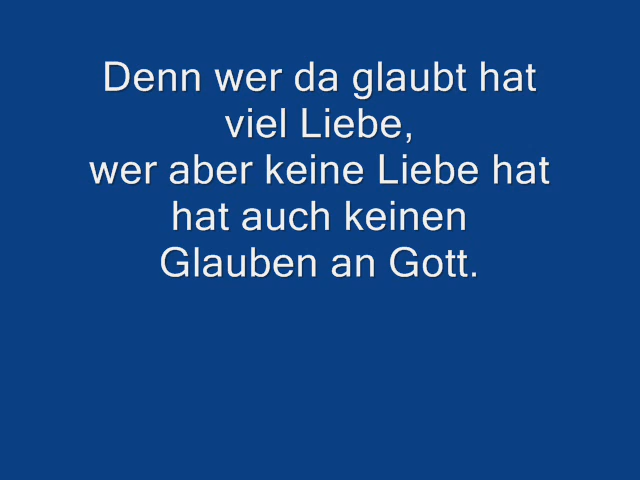 Denn wer da glaubt hat
viel Liebe,
wer aber keine Liebe hat
hat auch keinen
Glauben an Gott.